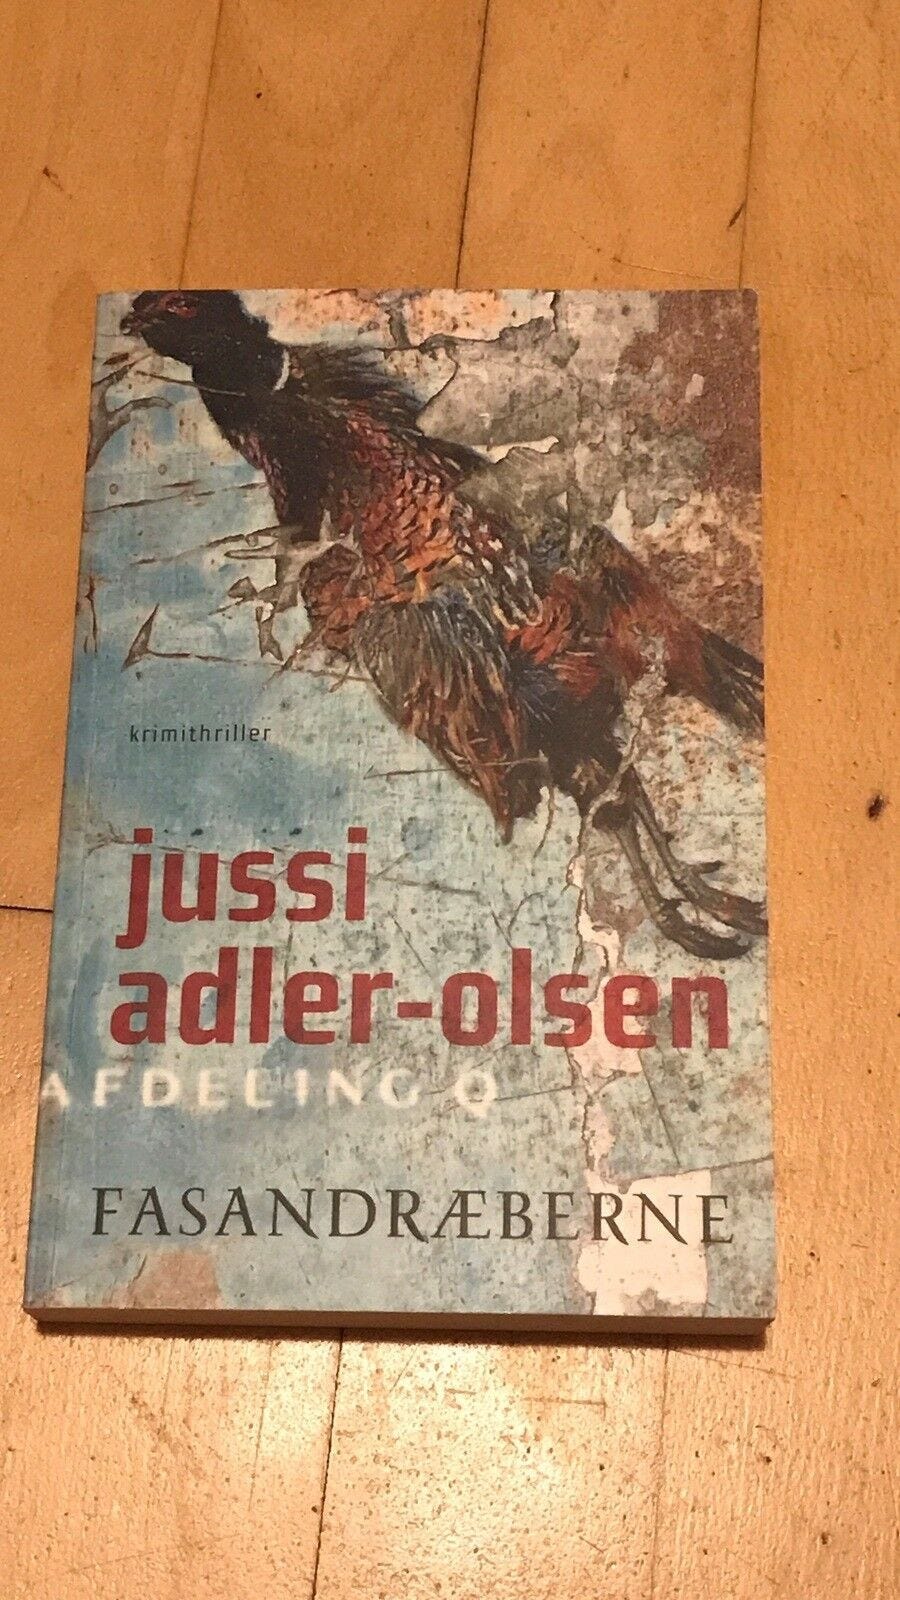 krimithriller
jussi
adler-olsen
AFDELING Q
FASANDRÆBERNE